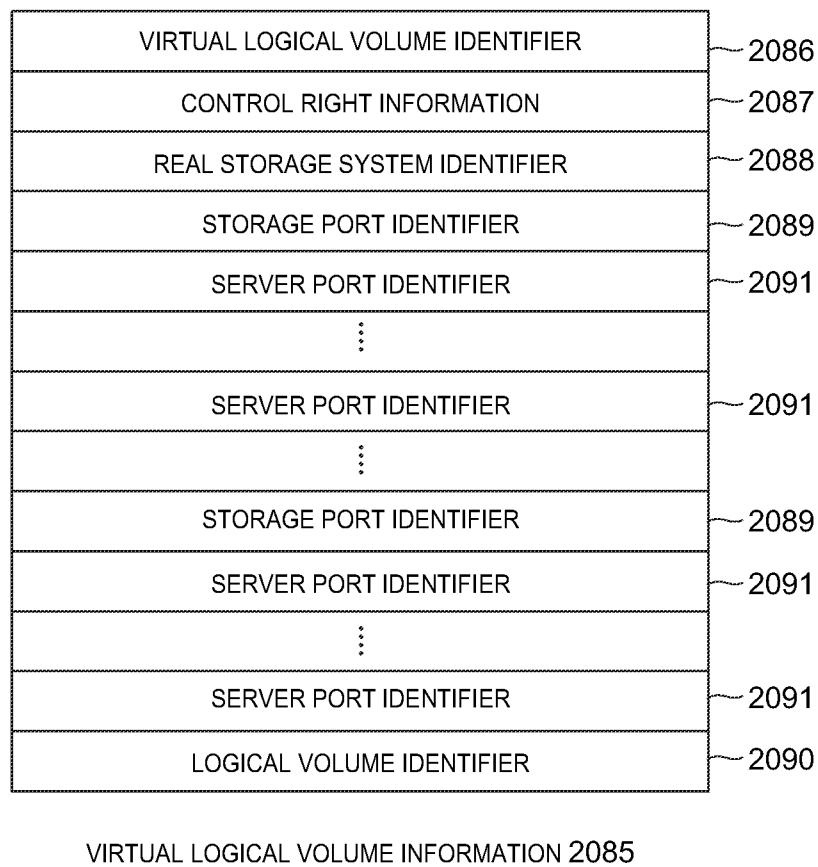 VIRTUAL LOGICAL VOLUME IDENTIFIER 2086
CONTROL RIGHT INFORMATION 2087
REAL STORAGE SYSTEM IDENTIFIER 2088
STORAGE PORT IDENTIFIER 2089
SERVER PORT IDENTIFIER 2091
SERVER PORT IDENTIFIER 2091
STORAGE PORT IDENTIFIER 2089
SERVER PORT IDENTIFIER 2091
SERVER PORT IDENTIFIER 2091
LOGICAL VOLUME IDENTIFIER 2090
VIRTUAL LOGICAL VOLUME INFORMATION 2085